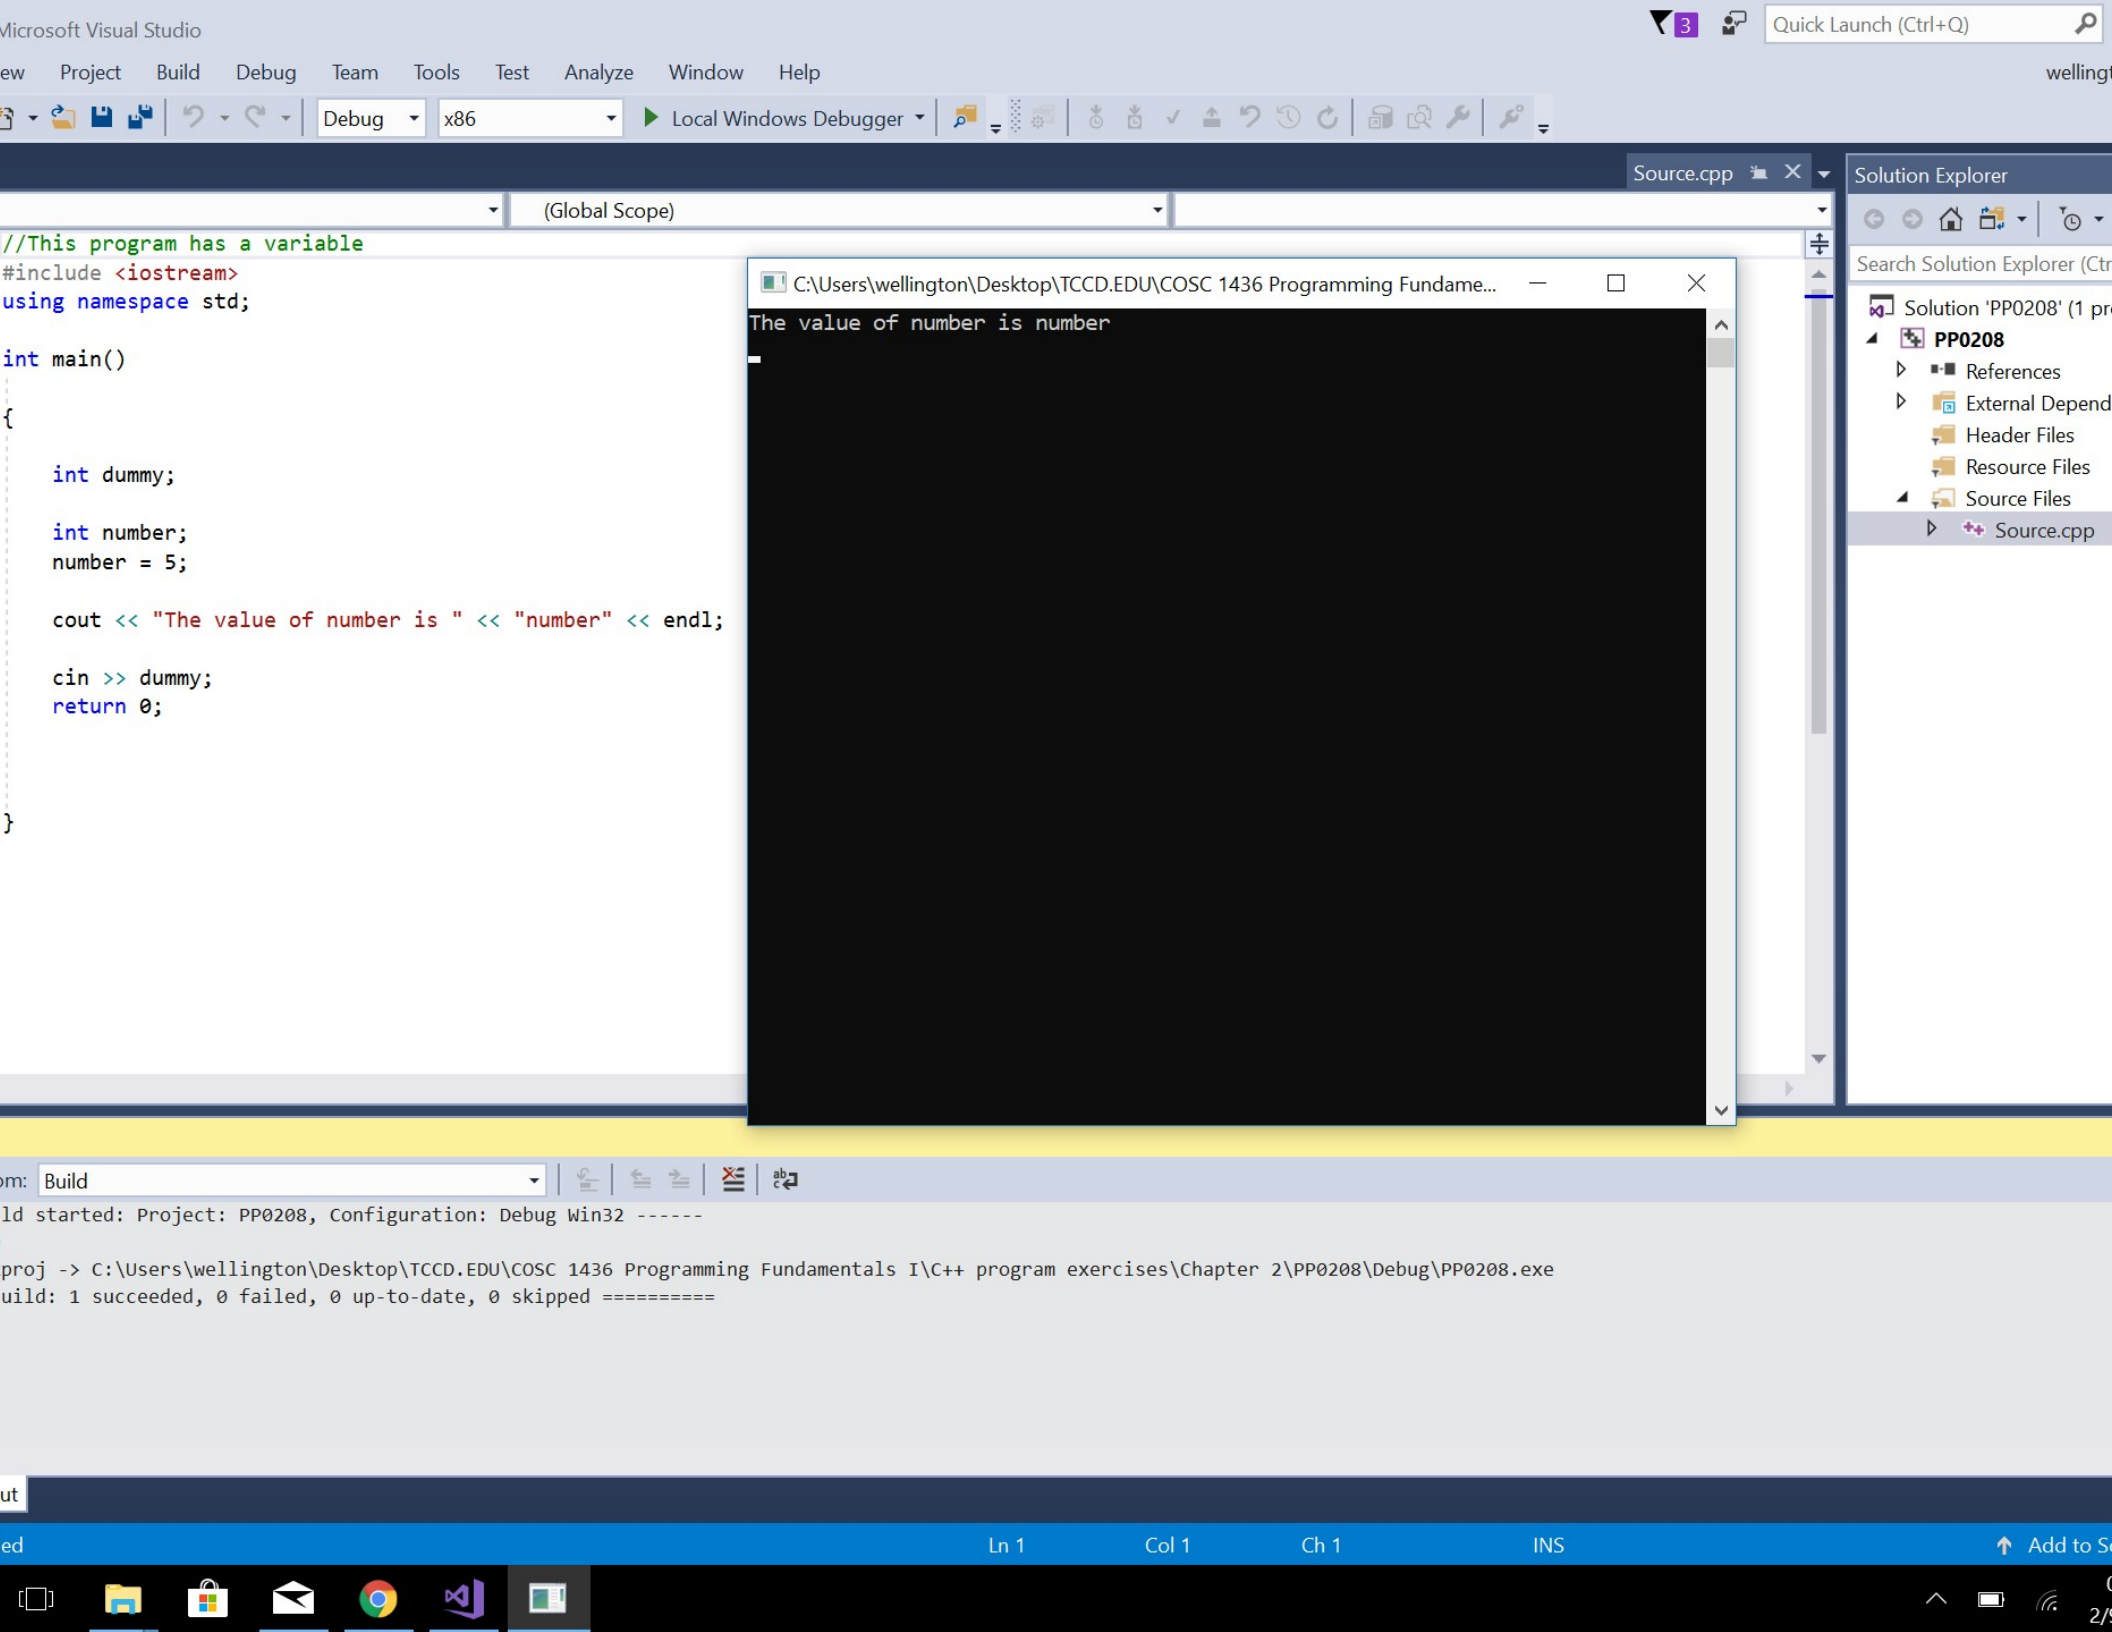 Microsoft Visual Studio
3
Quick Launch (Ctrl+Q)
ew Project Build Debug Team Tools Test Analyze Window Help
wellingt
Debug x86 Local Windows Debugger
Source.cpp
Solution Explorer
(Global Scope)
Search Solution Explorer (Ctr
//This program has a variable
#include <iostream>
using namespace std;
int main()
{
int dummy;
int number;
number = 5;
cout << "The value of number is " << "number" << endl;
cin >> dummy;
return 0;
}
C:\Users\wellington\Desktop\TCCD.EDU\COSC 1436 Programming Fundame...
The value of number is number
Solution 'PP0208' (1 pr
PP0208
References
External Depend
Header Files
Resource Files
Source Files
Source.cpp
om: Build
ld started: Project: PP0208, Configuration: Debug Win32 ------
proj -> C:\Users\wellington\Desktop\TCCD.EDU\COSC 1436 Programming Fundamentals I\C++ program exercises\Chapter 2\PP0208\Debug\PP0208.exe
uild: 1 succeeded, 0 failed, 0 up-to-date, 0 skipped ==========
ut
ed
Ln 1 Col 1 Ch 1 INS
Add to S
2/